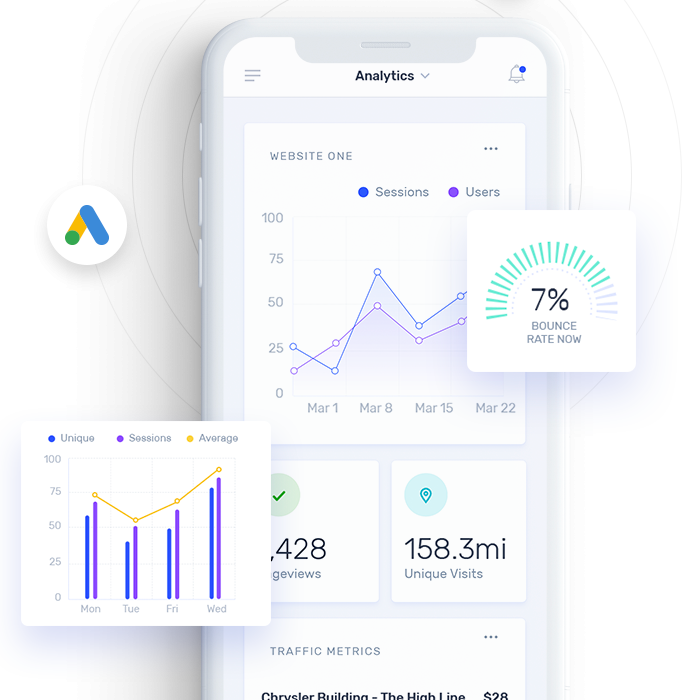 Analytics
WEBSITE ONE
Sessions Users
100
75
50
25
0
Mar 1 Mar 8 Mar 15 Mar 22
7%
BOUNCE
RATE NOW
Unique Sessions Average
100
75
50
25
0
Mon Tue Fri Wed
,428
geviews
158.3mi
Unique Visits
TRAFFIC METRICS
Chrysler Building - The High Line $28